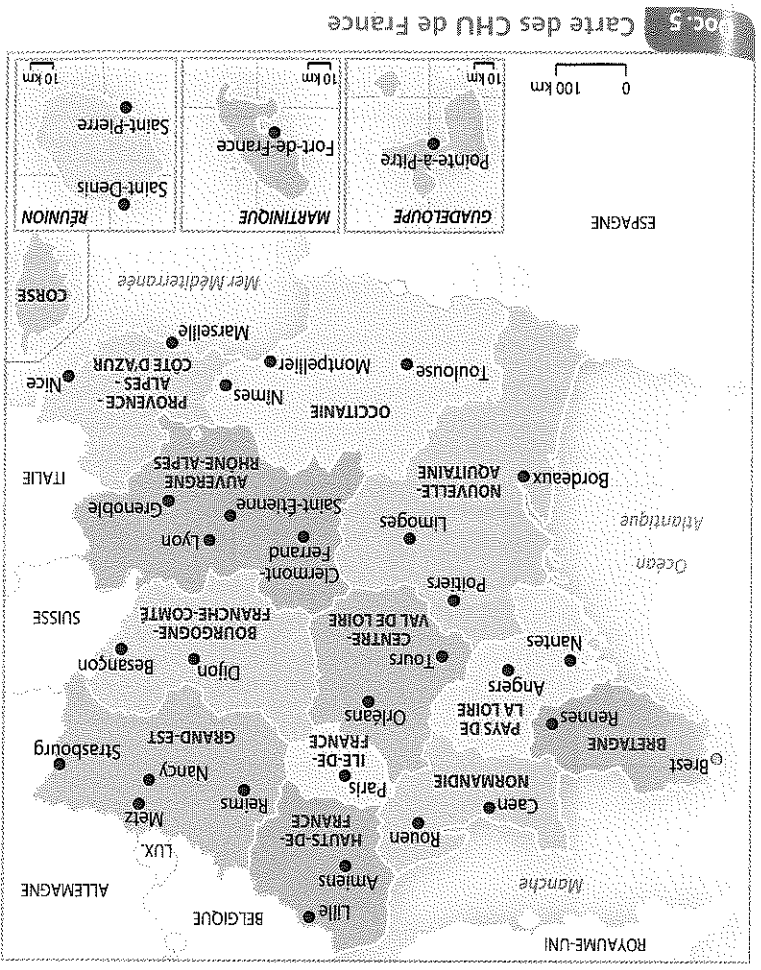 ROYAUME-UNI
Manche
BELGIQUE
ALLEMAGNE
LUX.
Lille
Amiens
HAUTS-DE-
FRANCE
Rouen
Caen
NORMANDIE
Metz
Reims
Nancy
Strasbourg
GRAND-EST
Paris
ILE-DE-
FRANCE
Brest
BRETAGNE
Rennes
PAYS DE
LA LOIRE
Angers
Nantes
Orléans
Tours
CENTRE-
VAL DE LOIRE
Dijon
Besançon
BOURGOGNE-
FRANCHE-COMTÉ
SUISSE
Océan
Atlantique
Poitiers
Limoges
NOUVELLE-
AQUITAINE
Bordeaux
Clermont-
Ferrand
Lyon
Saint-Étienne
Grenoble
AUVERGNE
RHONE-ALPES
ITALIE
OCCITANIE
Toulouse
Montpellier
Nîmes
PROVENCE-
ALPES-
CÔTE D'AZUR
Marseille
Nice
Mer Méditerranée
CORSE
ESPAGNE
GUADELOUPE
Pointe-à-Pitre
10 km
MARTINIQUE
Fort-de-France
10 km
RÉUNION
Saint-Denis
Saint-Pierre
10 km
0 100 km
Doc. 5 Carte des CHU de France